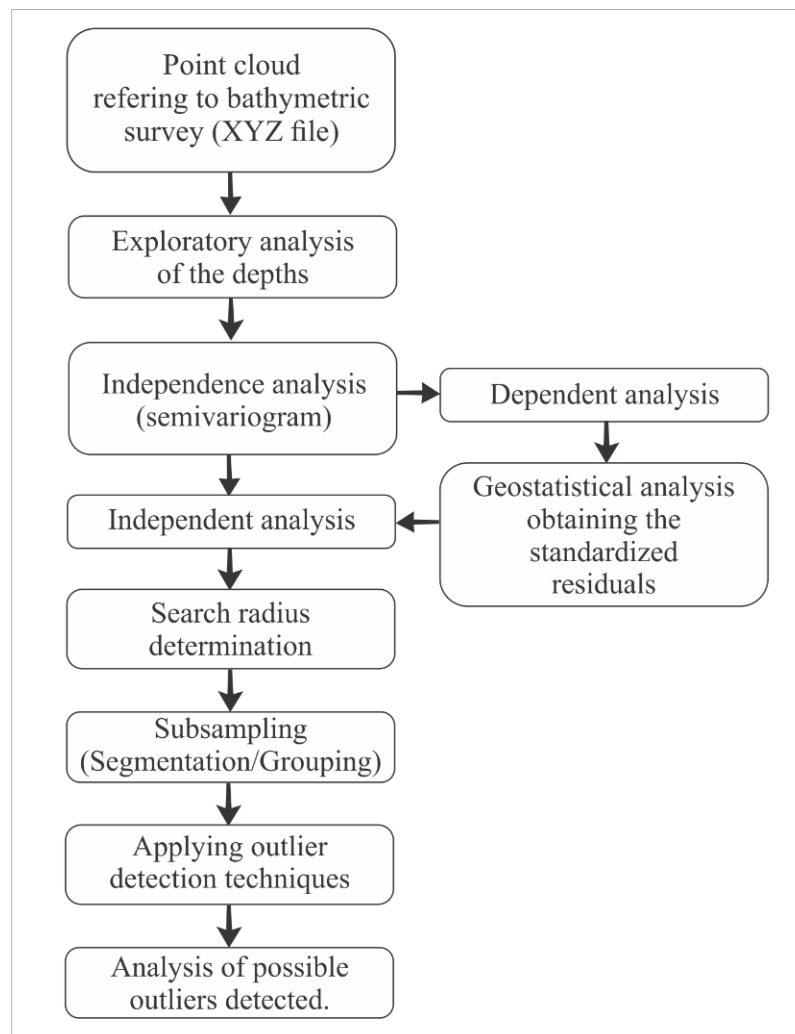 Point cloud
refering to bathymetric
survey (XYZ file)
Exploratory analysis
of the depths
Independence analysis
(semivariogram)
Dependent analysis
Geostatistical analysis
obtaining the
standardized
residuals
Independent analysis
Search radius
determination
Subsampling
(Segmentation/Grouping)
Applying outlier
detection techniques
Analysis of possible
outliers detected.